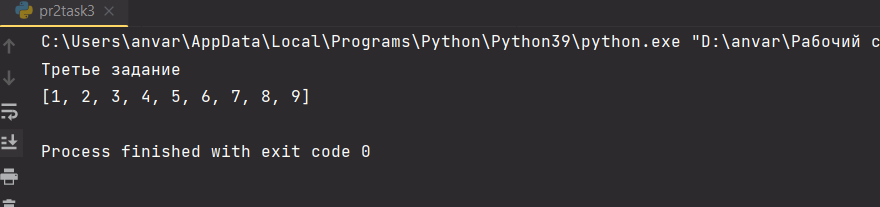 pr2task3
C:\Users\anvar\AppData\Local\Programs\Python\Python39\python.exe "D:\anvar\Рабочий с
Третье задание
[1, 2, 3, 4, 5, 6, 7, 8, 9]
Process finished with exit code 0